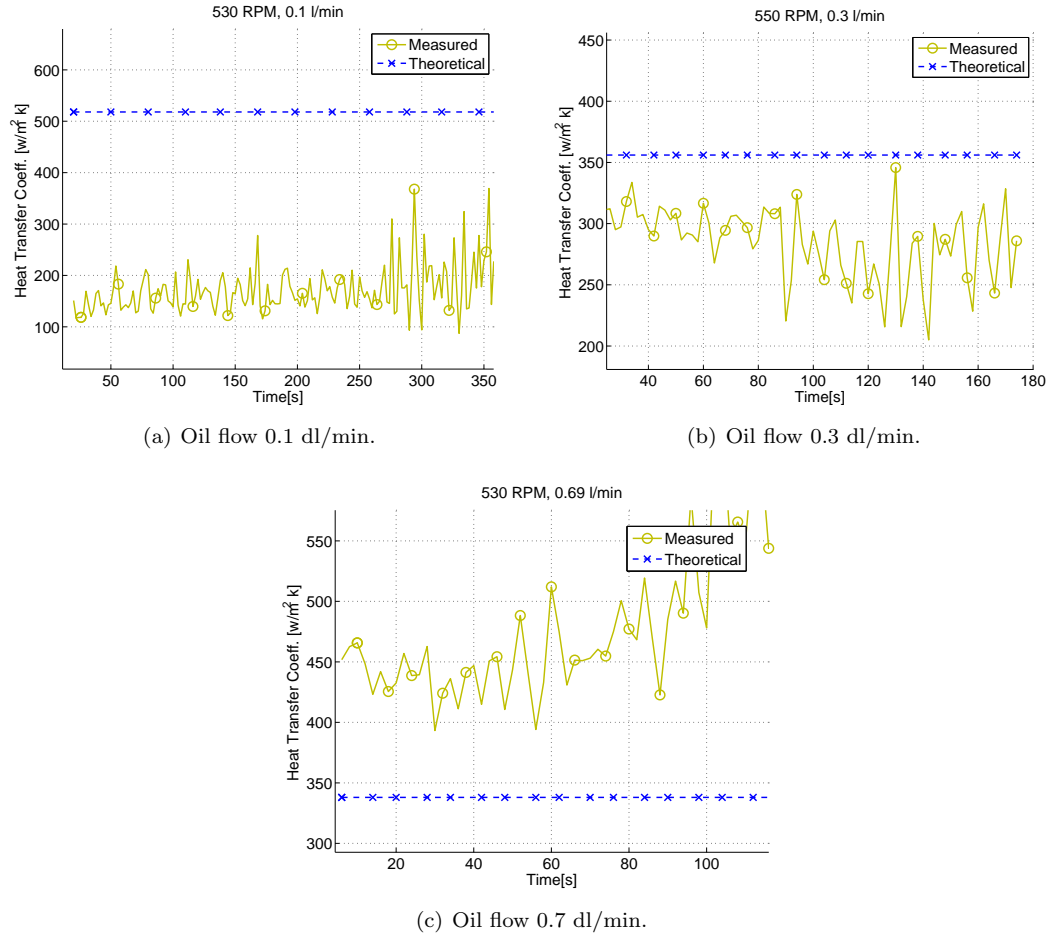 530 RPM, 0.1 l/min
Measured
Theoretical
600
500
400
300
200
100
Heat Transfer Coeff. [w/m² k]
50 100 150 200 250 300 350
Time[s]
(a) Oil flow 0.1 dl/min.
550 RPM, 0.3 l/min
Measured
Theoretical
450
400
350
300
250
200
Heat Transfer Coeff. [w/m² k]
40 60 80 100 120 140 160 180
Time[s]
(b) Oil flow 0.3 dl/min.
530 RPM, 0.69 l/min
Measured
Theoretical
550
500
450
400
350
300
Heat Transfer Coeff. [w/m² k]
20 40 60 80 100
Time[s]
(c) Oil flow 0.7 dl/min.